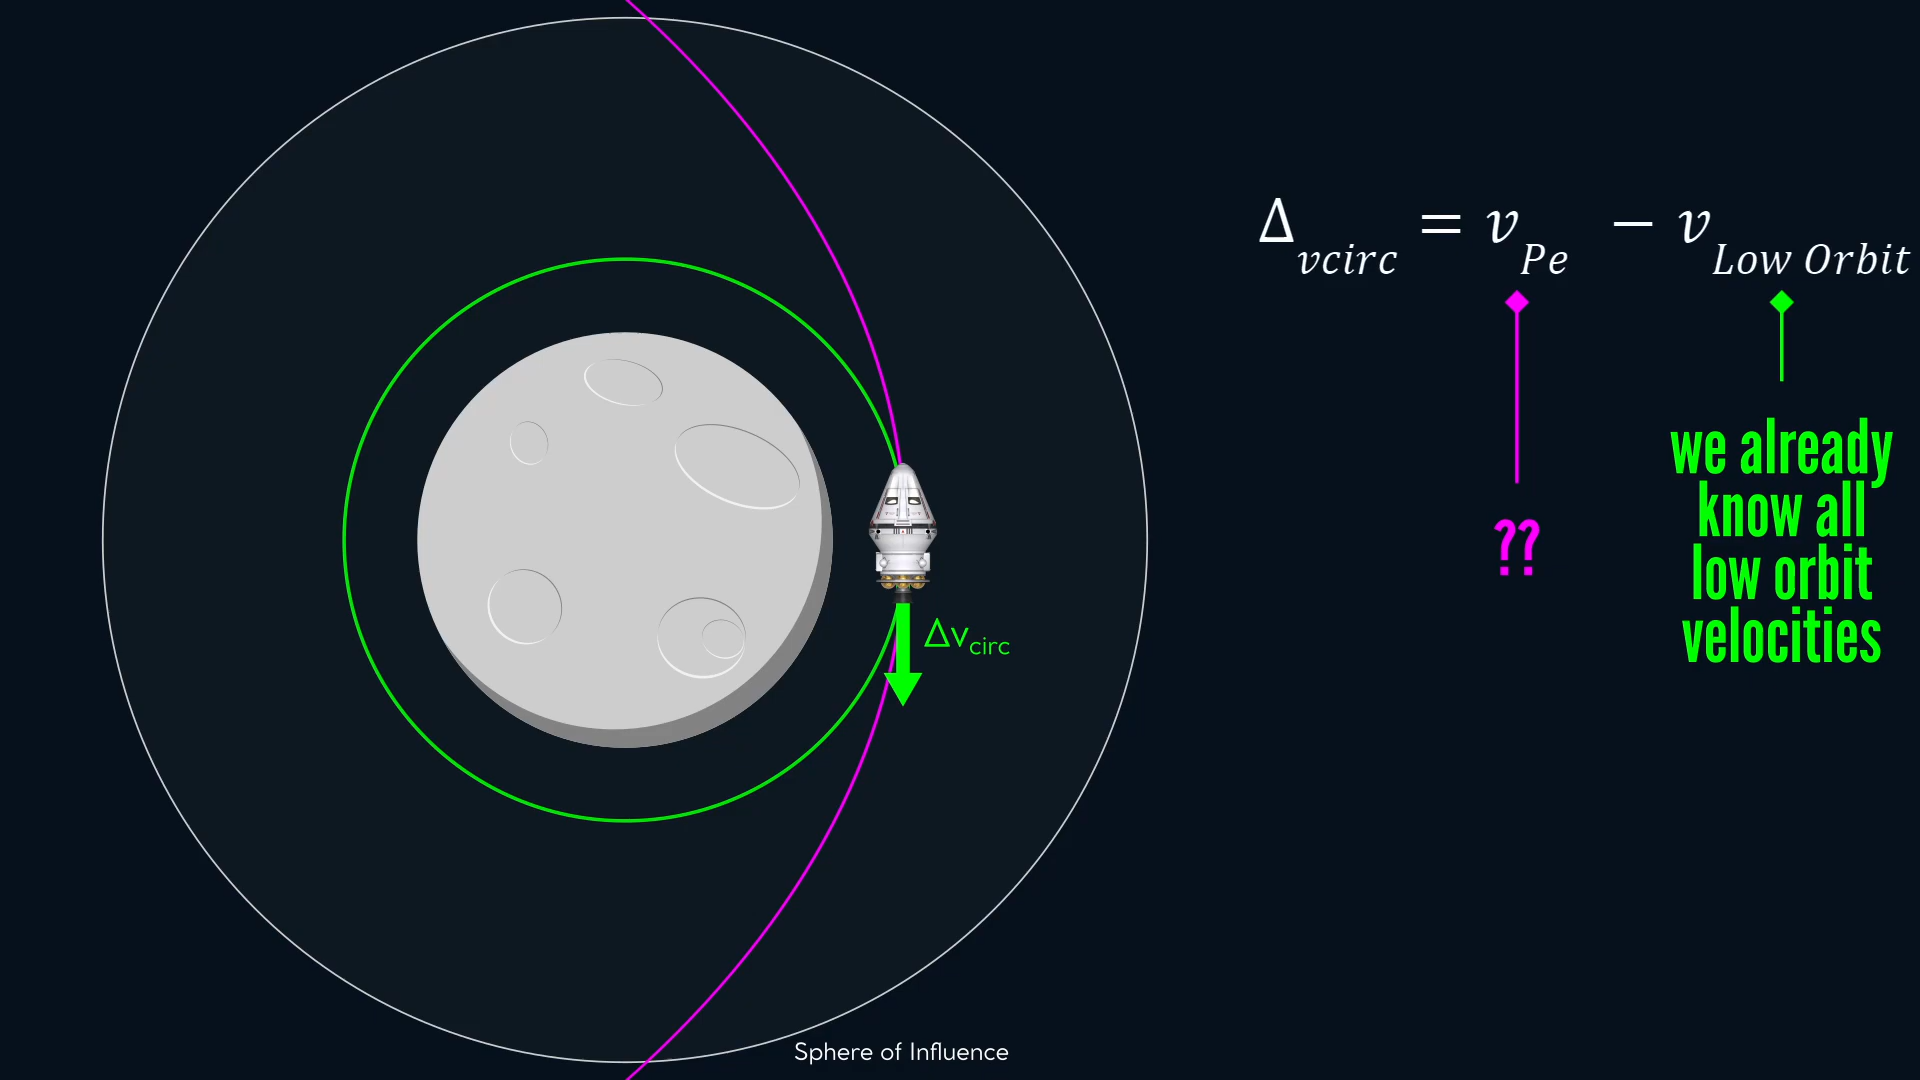 Δvcirc = vPe − vLow Orbit
we already
know all
low orbit
velocities
??
Δvcirc
Sphere of Influence